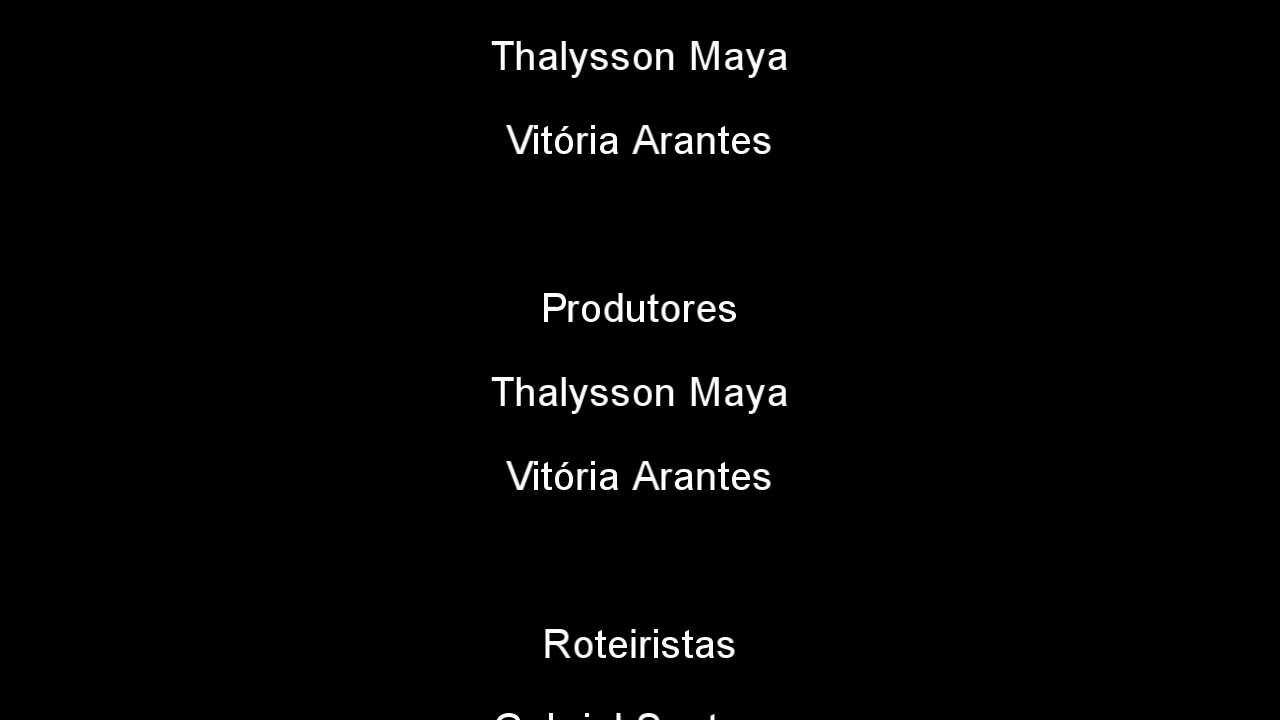 Thalysson Maya
Vitória Arantes
Produtores
Thalysson Maya
Vitória Arantes
Roteiristas